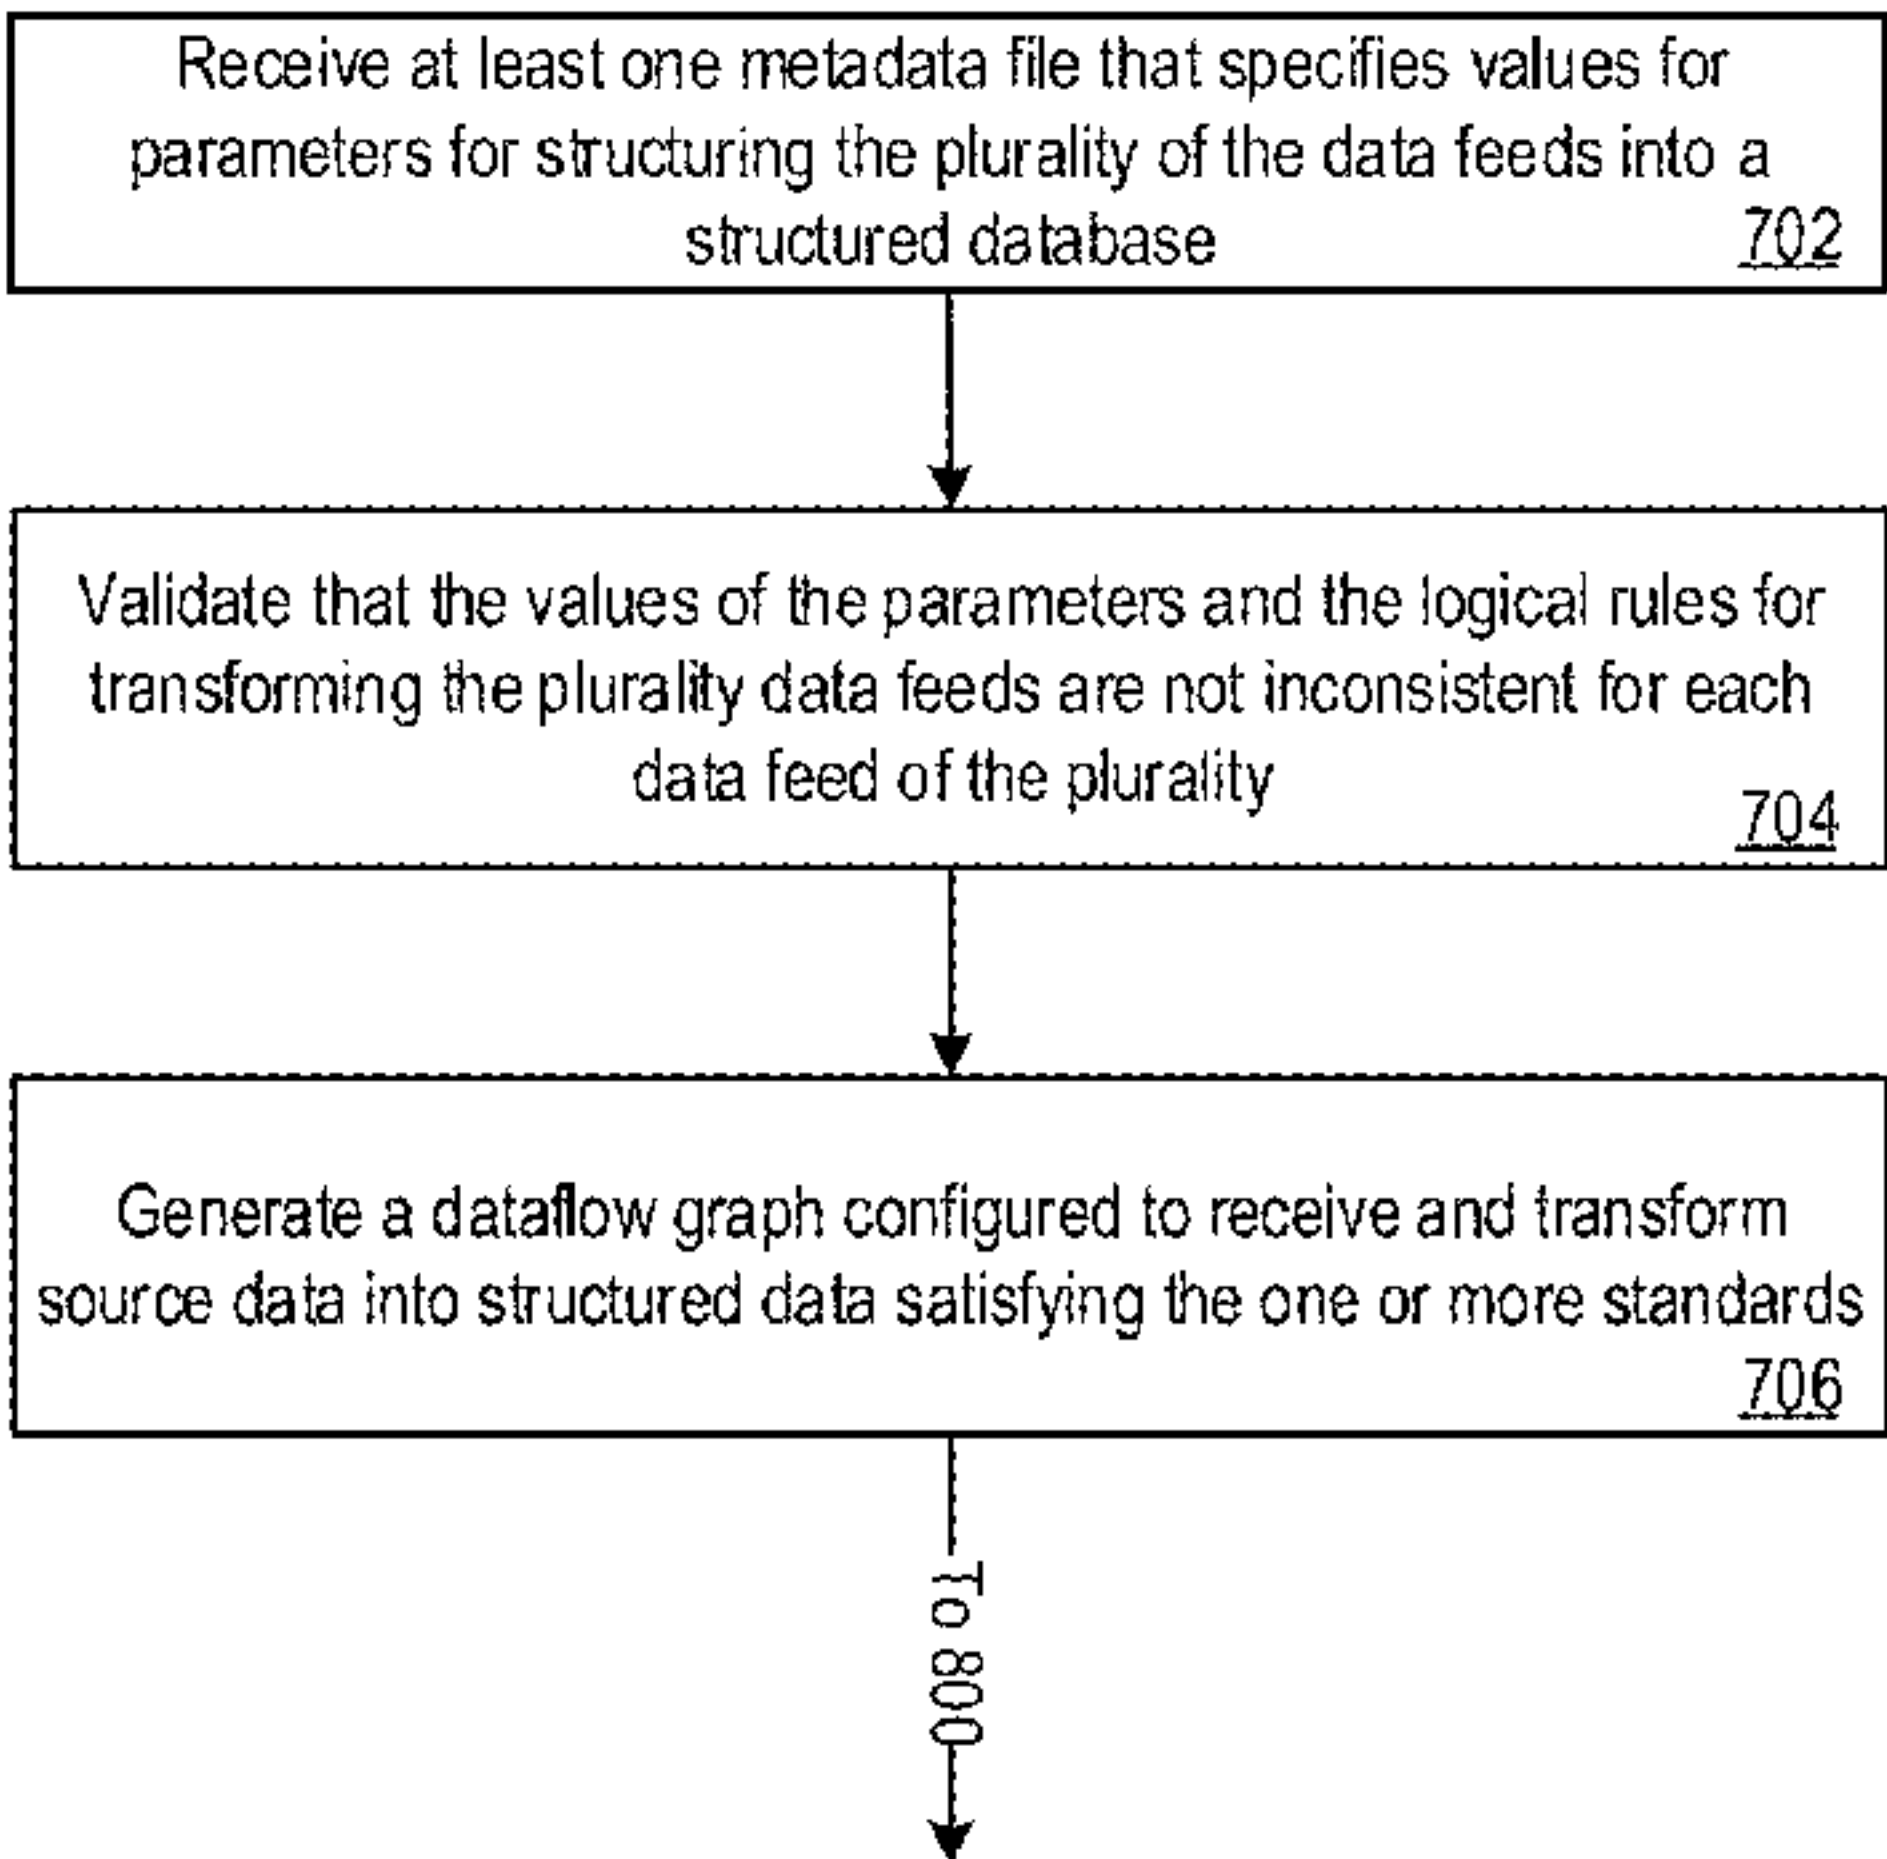 Receive at least one metadata file that specifies values for
parameters for structuring the plurality of the data feeds into a
structured database
702
Validate that the values of the parameters and the logical rules for
transforming the plurality data feeds are not inconsistent for each
data feed of the plurality
704
Generate a dataflow graph configured to receive and transform
source data into structured data satisfying the one or more standards
706
To 800